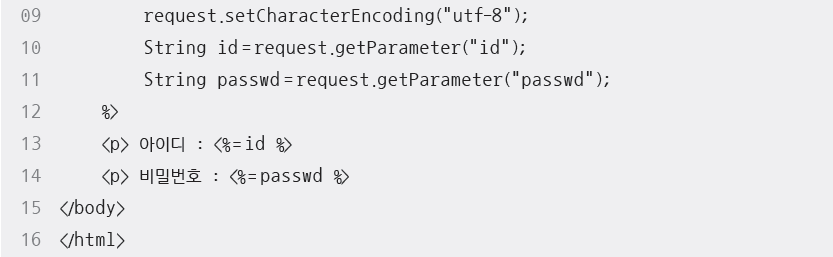 09 request.setCharacterEncoding("utf-8");
10 String id=request.getParameter("id");
11 String passwd=request.getParameter("passwd");
12 %>
13 <p> 아이디 : <%=id %>
14 <p> 비밀번호 : <%=passwd %>
15 </body>
16 </html>